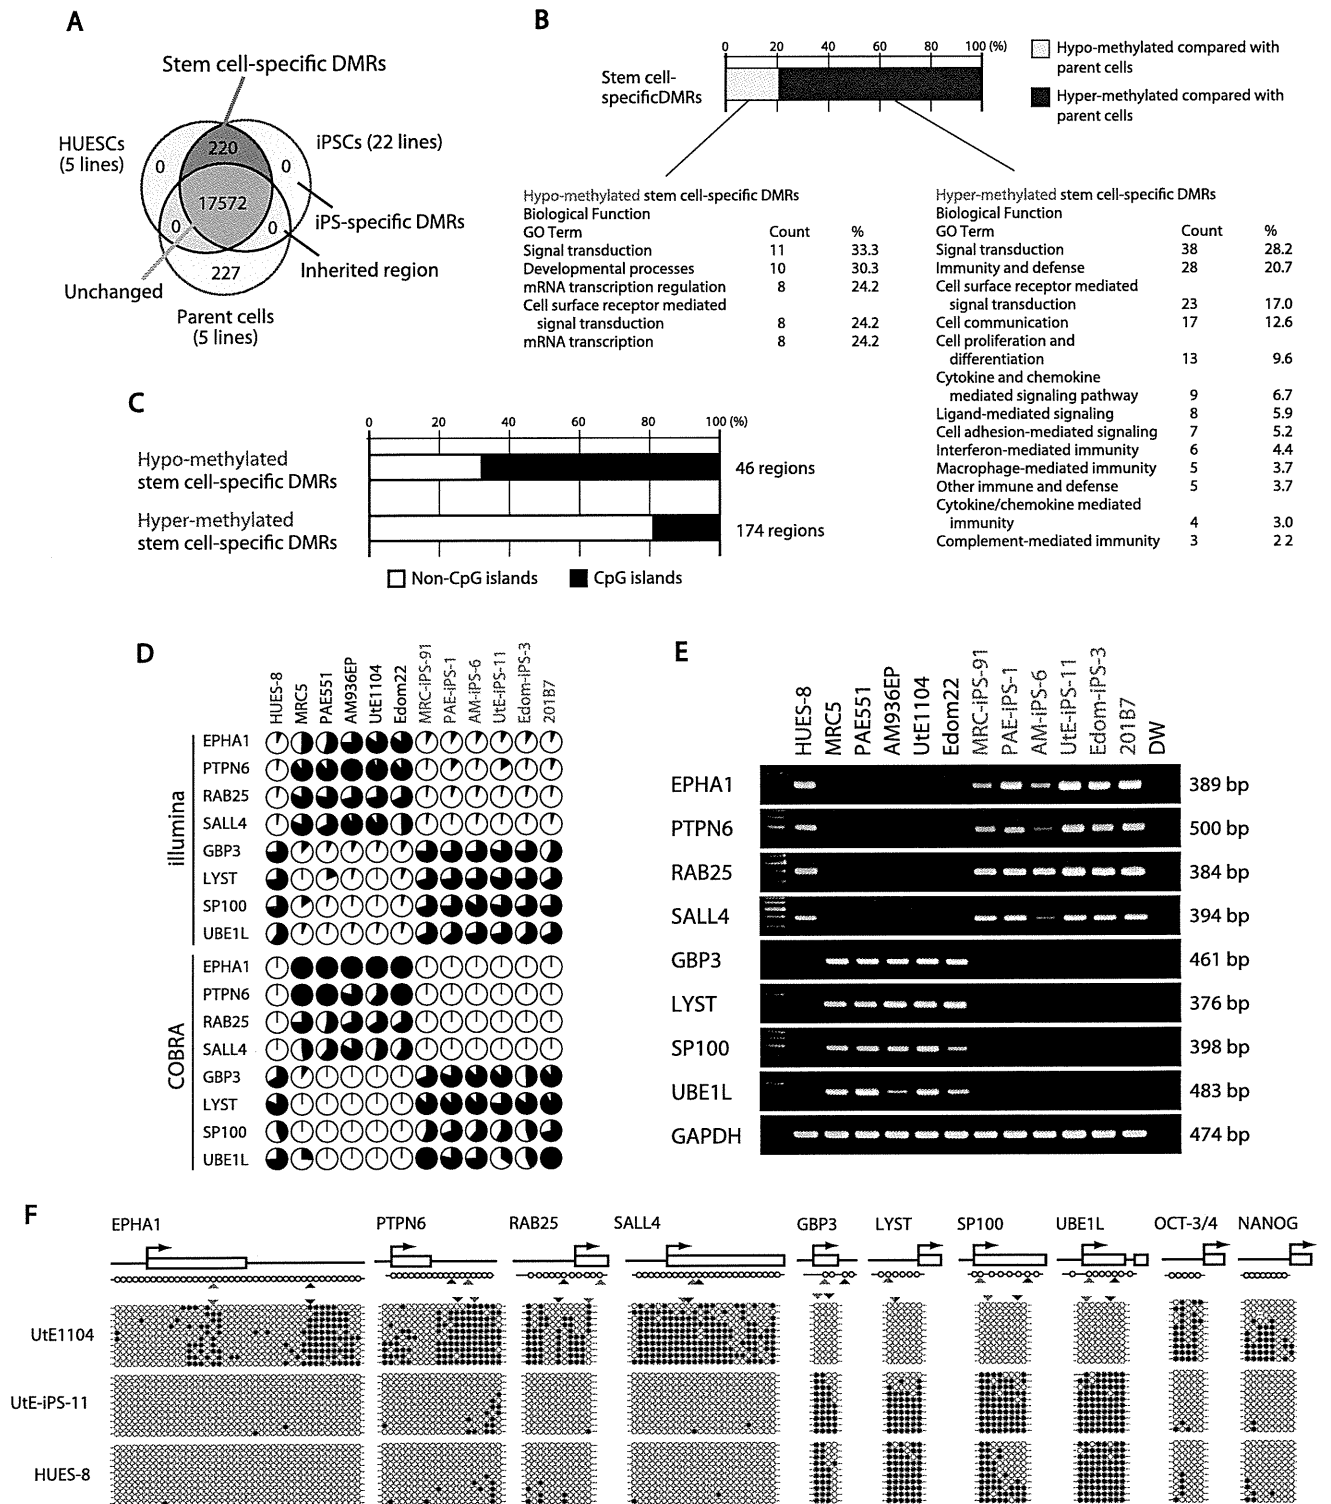 A
Stem cell-specific DMRs
HUESCs
(5 lines)
iPSCs (22 lines)
220
0
0
17572
0
0
227
iPS-specific DMRs
Inherited region
Unchanged
Parent cells
(5 lines)
B
0 20 40 60 80 100 (%)
Stem cell-
specificDMRs
Hypo-methylated compared with
parent cells
Hyper-methylated compared with
parent cells
Hypo-methylated stem cell-specific DMRs
Biological Function
GO Term Count %
Signal transduction 11 33.3
Developmental processes 10 30.3
mRNA transcription regulation 8 24.2
Cell surface receptor mediated
signal transduction 8 24.2
mRNA transcription 8 24.2
Hyper-methylated stem cell-specific DMRs
Biological Function
GO Term Count %
Signal transduction 38 28.2
Immunity and defense 28 20.7
Cell surface receptor mediated
signal transduction 23 17.0
Cell communication 17 12.6
Cell proliferation and
differentiation 13 9.6
Cytokine and chokine
mediated signaling pathway 9 6.7
Ligand-mediated signaling 8 5.9
Cell adhesion-mediated signaling 7 5.2
Interferon-mediated immunity 6 4.4
Macrophage-mediated immunity 5 3.7
Other immune and defense 5 3.7
Cytokine/chemokine mediated
immunity 4 3.0
Complement-mediated immunity 3 2 2
C
0 20 40 60 80 100 (%)
Hypo-methylated
stem cell-specific DMRs
46 regions
Hyper-methylated
stem cell-specific DMRs
174 regions
Non-CpG islands
CpG islands
D
HUES-8
MRC5
PAE551
AM936EP
UtE1104
Edom22
MRC-iPS-91
PAE-iPS-1
AM-iPS-6
UtE-iPS-11
Edom-iPS-3
201B7
illumina
EPHA1
PTPN6
RAB25
SALL4
GBP3
LYST
SP100
UBE1L
COBRA
EPHA1
PTPN6
RAB25
SALL4
GBP3
LYST
SP100
UBE1L
E
HUES-8
MRC5
PAE551
AM936EP
UtE1104
Edom22
MRC-iPS-91
PAE-iPS-1
AM-iPS-6
UtE-iPS-11
Edom-iPS-3
201B7
DW
EPHA1 389 bp
PTPN6 500 bp
RAB25 384 bp
SALL4 394 bp
GBP3 461 bp
LYST 376 bp
SP100 398 bp
UBE1L 483 bp
GAPDH 474 bp
F
EPHA1 PTPN6 RAB25 SALL4 GBP3 LYST SP100 UBE1L OCT-3/4 NANOG
UtE1104
UtE-iPS-11
HUES-8